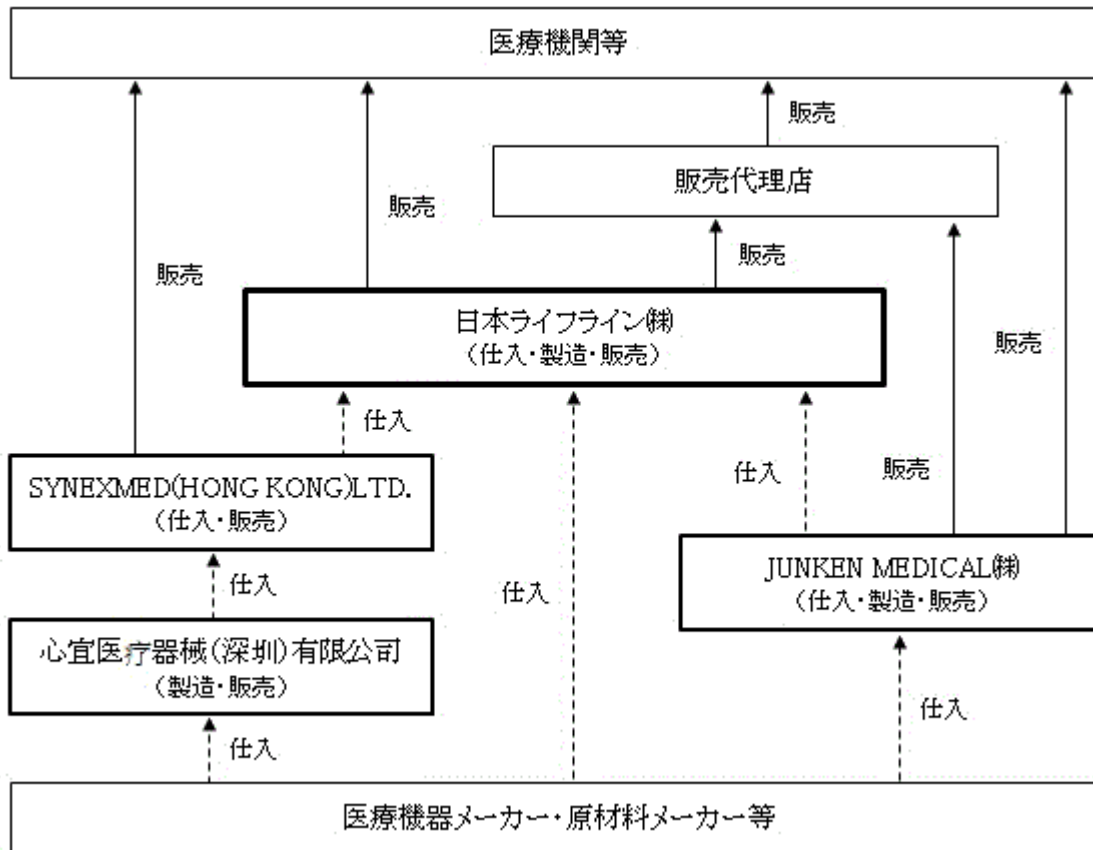 医療機関等
販売
販売代理店
販売
販売
販売
販売
日本ライフライン㈱
（仕入・製造・販売）
販売
仕入
仕入
販売
SYNEXMED(HONG KONG)LTD.
（仕入・販売）
JUNKEN MEDICAL㈱
（仕入・製造・販売）
仕入
仕入
心宜医疗器械(深圳)有限公司
（製造・販売）
仕入
仕入
医療機器メーカー・原材料メーカー等